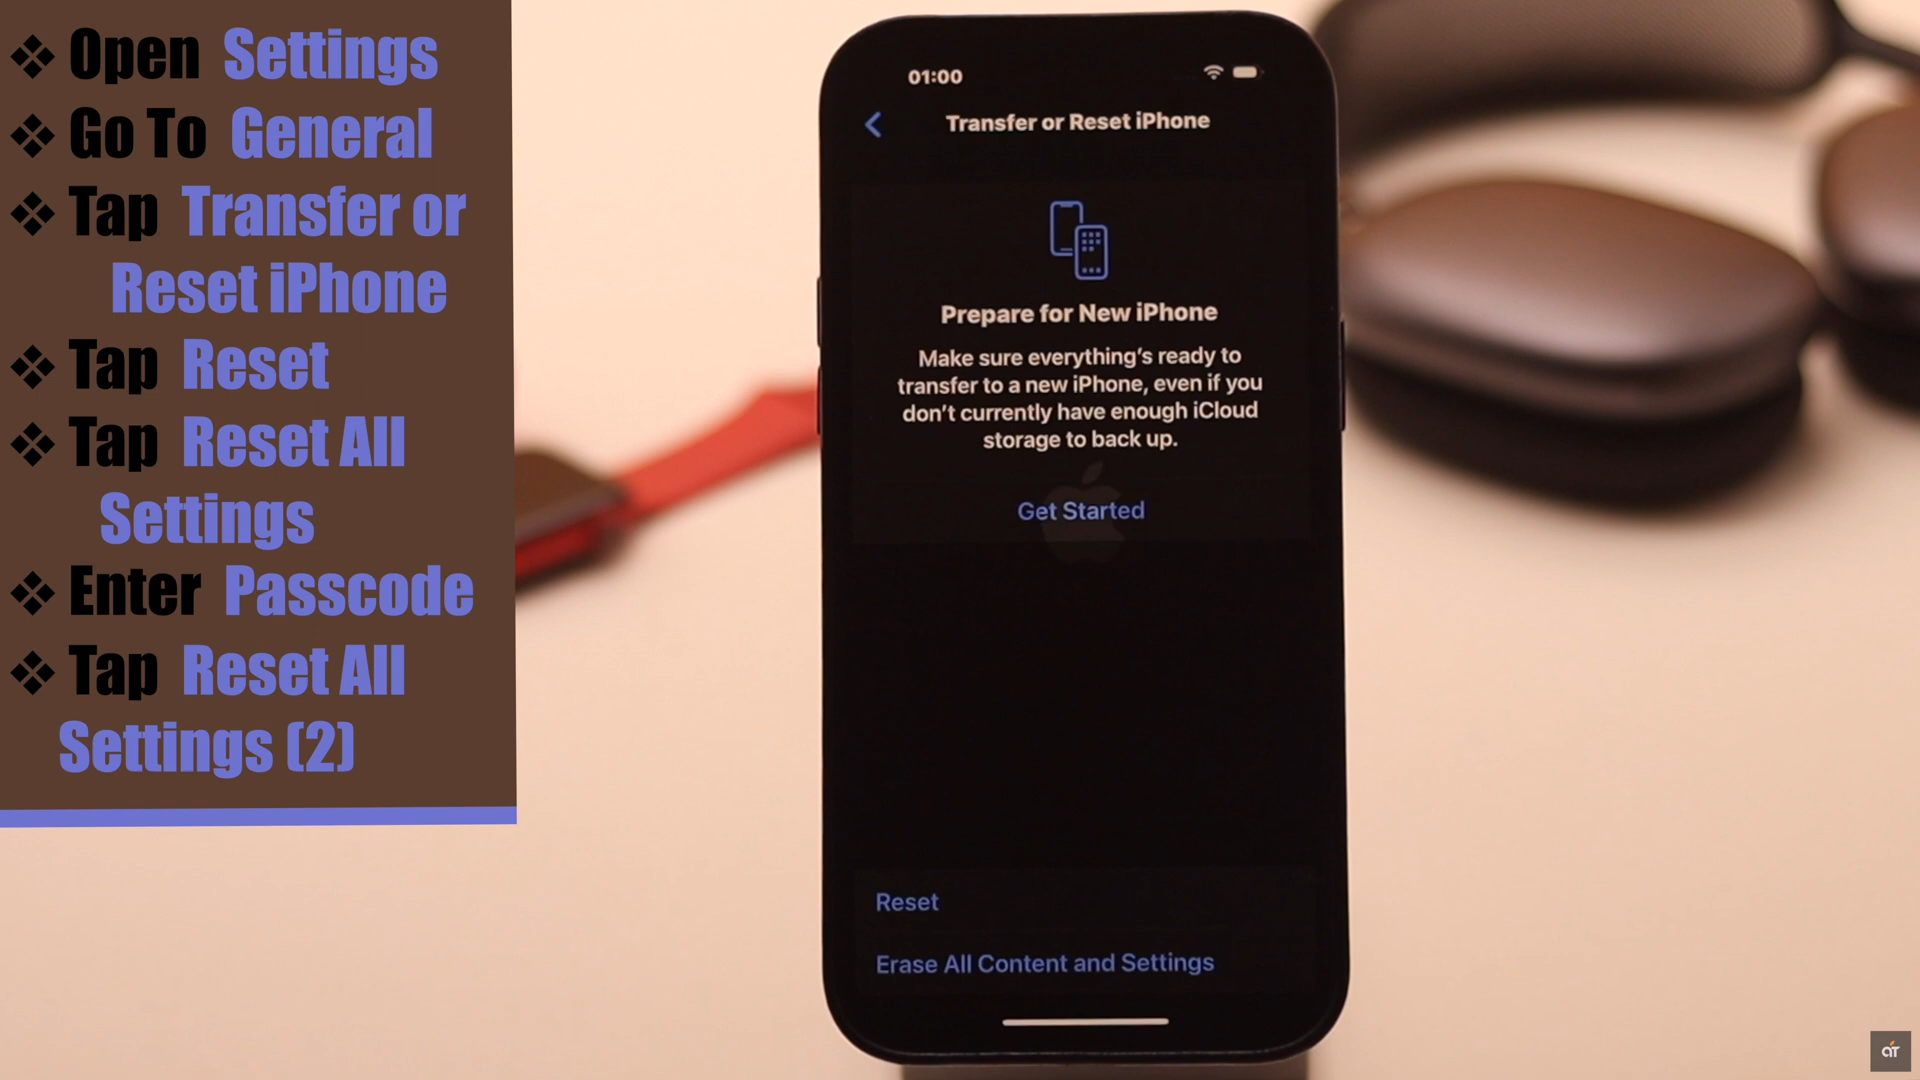 ❖ Open Settings
❖ Go To General
❖ Tap Transfer or
Reset iPhone
❖ Tap Reset
❖ Tap Reset All
Settings
❖ Enter Passcode
❖ Tap Reset All
Settings (2)
01:00
Transfer or Reset iPhone
Prepare for New iPhone
Make sure everything's ready to
transfer to a new iPhone, even if you
don't currently have enough iCloud
storage to back up.
Get Started
Reset
Erase All Content and Settings
aT